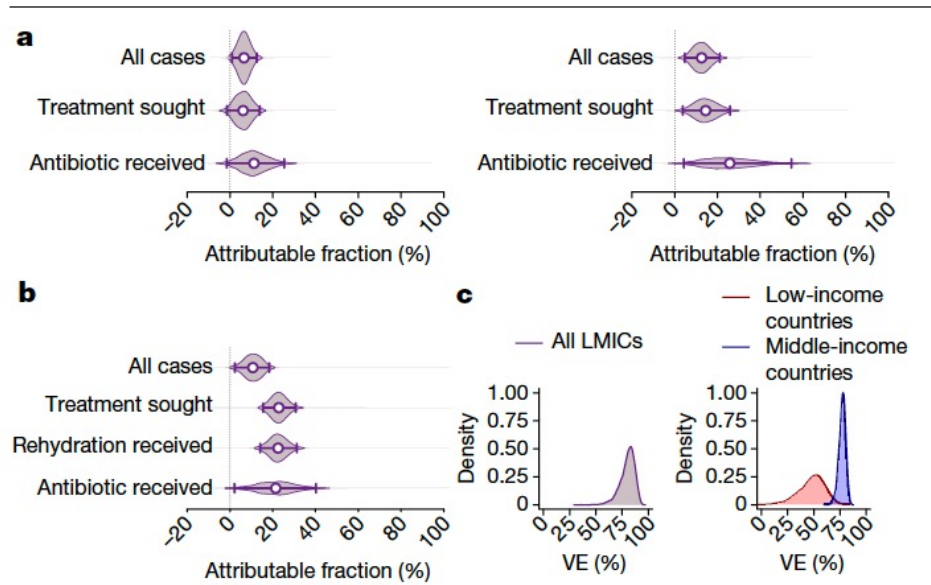 a
All cases
Treatment sought
Antibiotic received
−20 0 20 40 60 80 100
Attributable fraction (%)
All cases
Treatment sought
Antibiotic received
−20 0 20 40 60 80 100
Attributable fraction (%)
b
All cases
Treatment sought
Rehydration received
Antibiotic received
−20 0 20 40 60 80 100
Attributable fraction (%)
c
All LMICs
Density
1.00
0.75
0.50
0.25
0
0 25 50 75 100
VE (%)
Low-income
countries
Middle-income
countries
Density
1.00
0.75
0.50
0.25
0
0 25 50 75 100
VE (%)